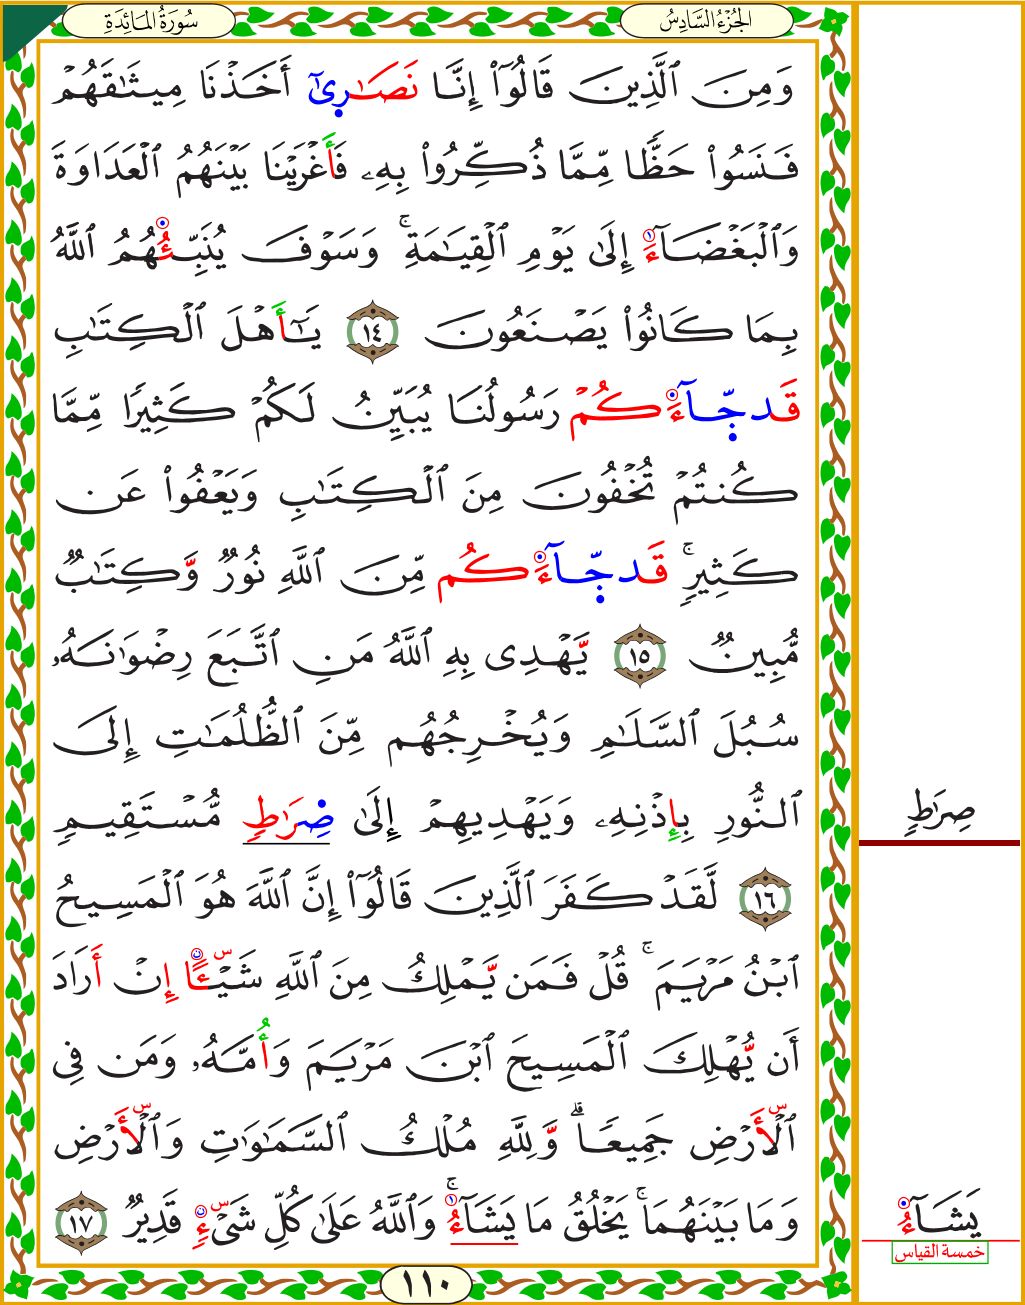 سُورَةُ المَائِدَةِ
الجُزْءُ السَّادِسُ
وَمِنَ ٱلَّذِينَ قَالُوٓاْ إِنَّا نَصَٰرِىٰٓ أَخَذْنَا مِيثَٰقَهُمْ
فَنَسُواْ حَظًّا مِّمَّا ذُكِّرُواْ بِهِۦ فَأَغْرَيْنَا بَيْنَهُمُ ٱلْعَدَاوَةَ
وَٱلْبَغْضَآءَ إِلَىٰ يَوْمِ ٱلْقِيَٰمَةِۚ وَسَوْفَ يُنَبِّئُهُمُ ٱللَّهُ
بِمَا كَانُواْ يَصْنَعُونَ ١٤ يَٰٓأَهْلَ ٱلْكِتَٰبِ
قَد جَّآءَكُمْ رَسُولُنَا يُبَيِّنُ لَكُمْ كَثِيرًا مِّمَّا
كُنتُمْ تُخْفُونَ مِنَ ٱلْكِتَٰبِ وَيَعْفُواْ عَن
كَثِيرٍۚ قَد جَّآءَكُم مِّنَ ٱللَّهِ نُورٌ وَّكِتَٰبٌ
مُّبِينٌ ١٥ يَّهْدِى بِهِ ٱللَّهُ مَنِ ٱتَّبَعَ رِضْوَٰنَهُۥ
سُبُلَ ٱلسَّلَٰمِ وَيُخْرِجُهُم مِّنَ ٱلظُّلُمَٰتِ إِلَى
ٱلنُّورِ بِإِذْنِهِۦ وَيَهْدِيهِمْ إِلَىٰ صِرَٰطٍ مُّسْتَقِيمٍ
١٦ لَّقَدْ كَفَرَ ٱلَّذِينَ قَالُوٓاْ إِنَّ ٱللَّهَ هُوَ ٱلْمَسِيحُ
ٱبْنُ مَرْيَمَۚ قُلْ فَمَن يَّمْلِكُ مِنَ ٱللَّهِ شَيْـًٔا إِنْ أَرَادَ
أَن يُّهْلِكَ ٱلْمَسِيحَ ٱبْنَ مَرْيَمَ وَأُمَّهُۥ وَمَن فِى
ٱلْأَرْضِ جَمِيعًاۗ وَّلِلَّهِ مُلْكُ ٱلسَّمَٰوَٰتِ وَٱلْأَرْضِ
وَمَا بَيْنَهُمَاۚ يَخْلُقُ مَا يَشَآءُۚ وَٱللَّهُ عَلَىٰ كُلِّ شَىْءٍ قَدِيرٌ ١٧
صِرَٰطٍ
يَشَآءُ
خمسة القياس
١١٠